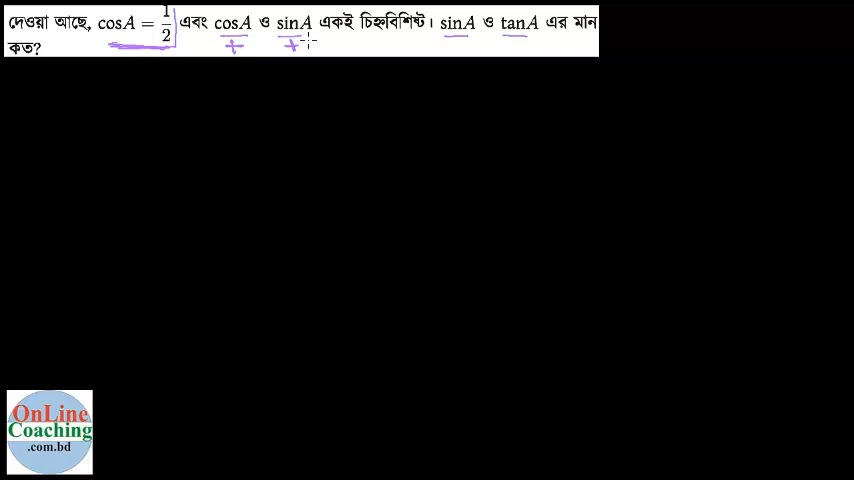 দেওয়া আছে, cosA = 1/2 এবং cosA ও sinA একই চিহ্নবিশিষ্ট। sinA ও tanA এর মান
কত?
+ +
OnLine
Coaching
.com.bd